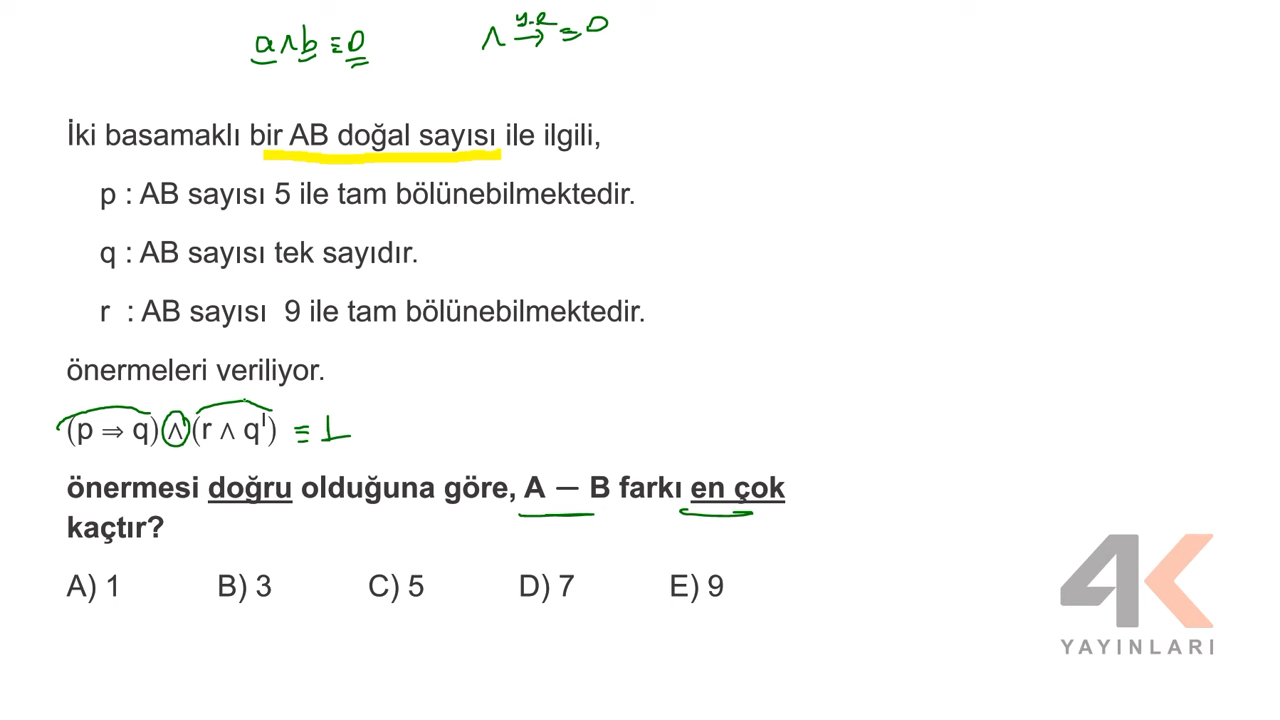 a∧b ≡ 0
∧ y.e → ≡ 0
İki basamaklı bir AB doğal sayısı ile ilgili,
p : AB sayısı 5 ile tam bölünebilmektedir.
q : AB sayısı tek sayıdır.
r : AB sayısı 9 ile tam bölünebilmektedir.
önermeleri veriliyor.
(p ⇒ q) ∧ (r ∧ q') ≡ 1
önermesi doğru olduğuna göre, A — B farkı en çok
kaçtır?
A) 1 B) 3 C) 5 D) 7 E) 9
4K
YAYINLARI